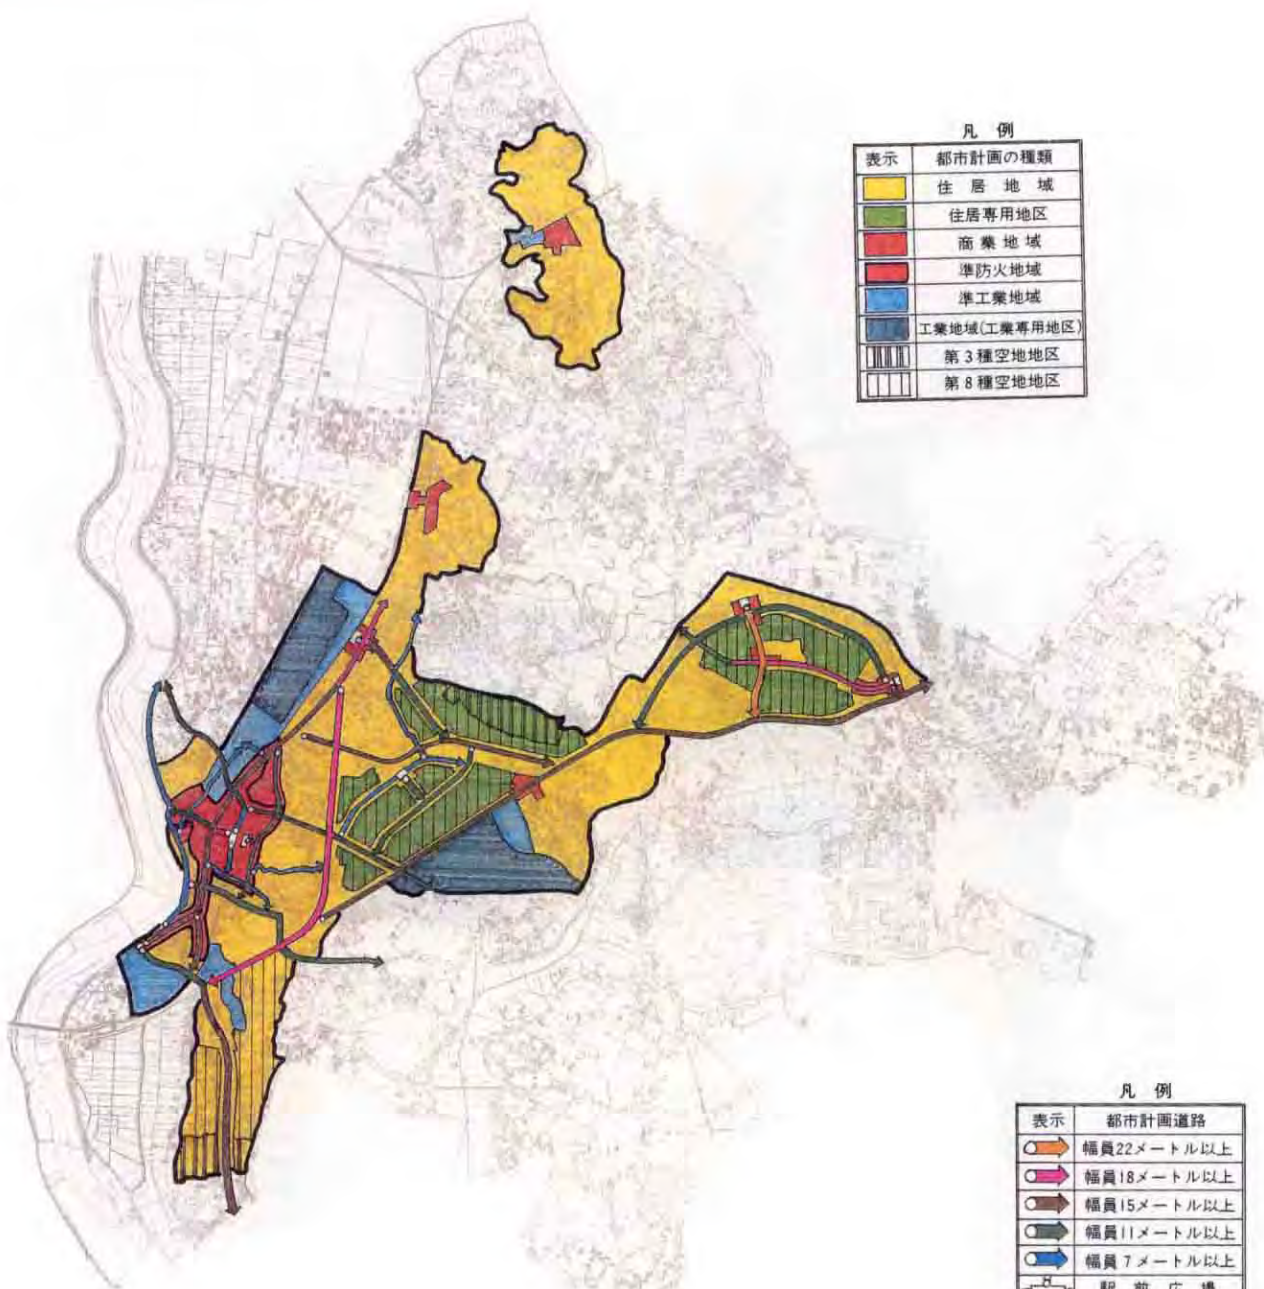 凡例
表示 都市計画の種類
住居地域
住居専用地区
商業地域
準防火地域
準工業地域
工業地域(工業専用地区)
第3種空地地区
第8種空地地区
凡例
表示 都市計画道路
幅員22メートル以上
幅員18メートル以上
幅員15メートル以上
幅員11メートル以上
幅員7メートル以上
駅前広場